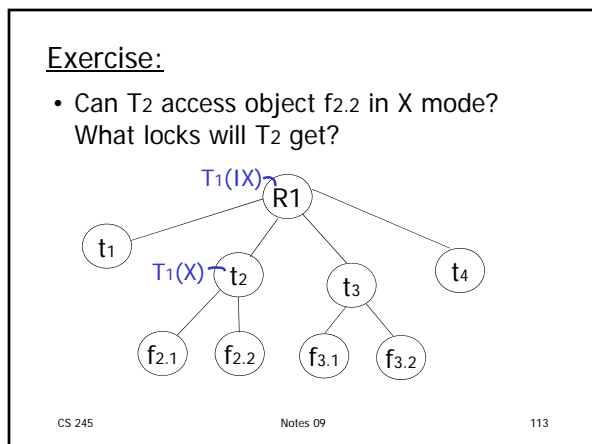 Exercise:
• Can T2 access object f2.2 in X mode?
What locks will T2 get?
T1(IX)
R1
t1
T1(X)
t2
t3
t4
f2.1
f2.2
f3.1
f3.2
CS 245
Notes 09
113